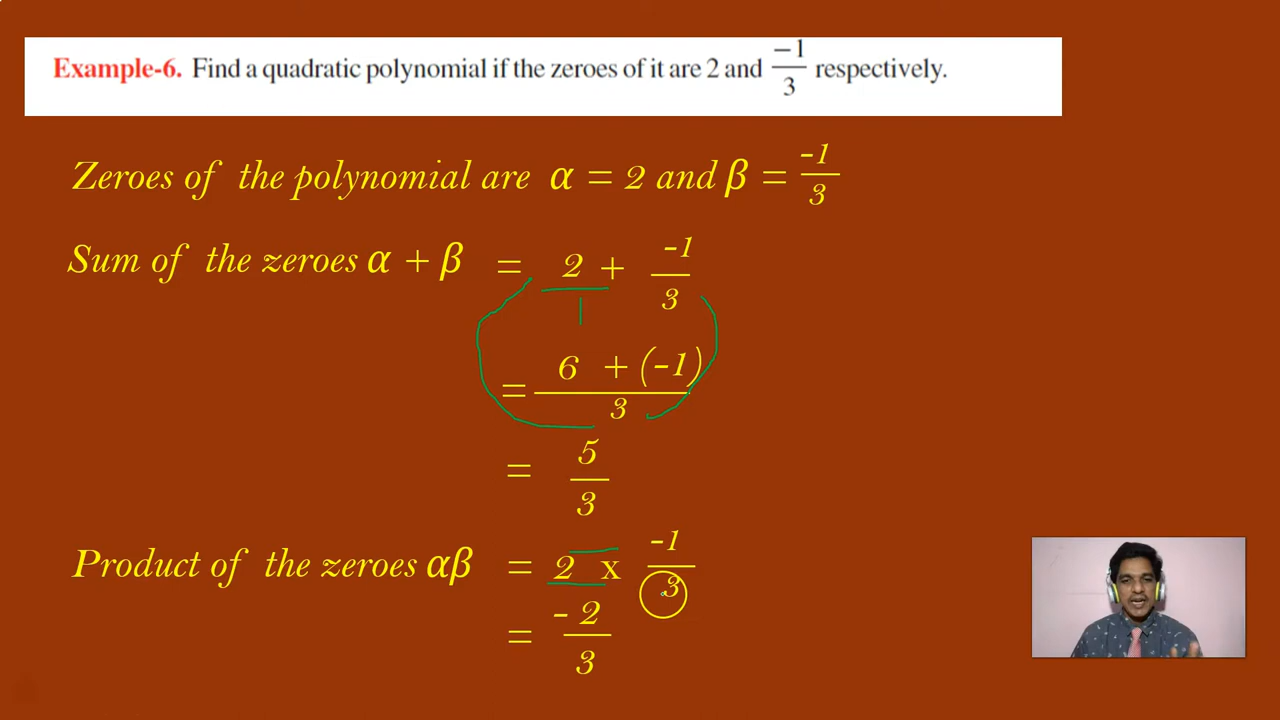 Example-6. Find a quadratic polynomial if the zeroes of it are 2 and -1/3 respectively.
Zeroes of the polynomial are α = 2 and β = -1/3
Sum of the zeroes α + β = 2 + -1/3
= 6 + (-1)/3
= 5/3
Product of the zeroes αβ = 2 x -1/3
= -2/3